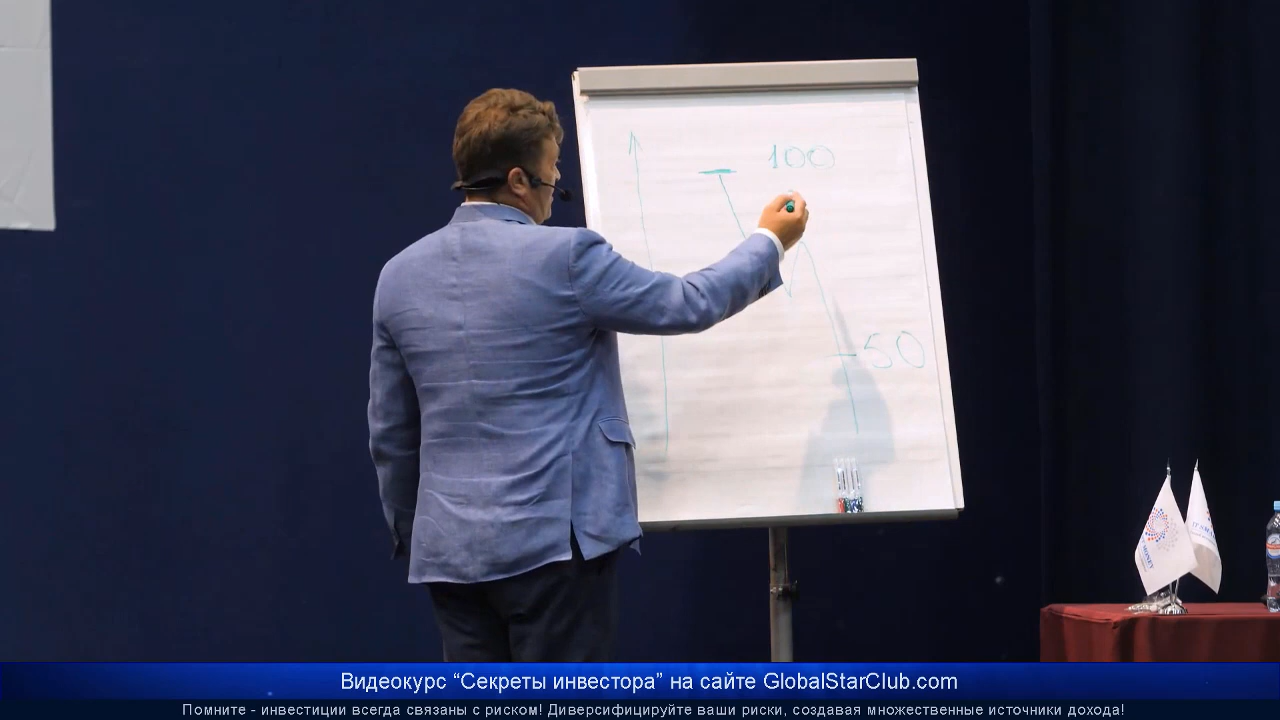 100
50
Видеокурс “Секреты инвестора” на сайте GlobalStarClub.com
Помните - инвестиции всегда связаны с риском! Диверсифицируйте ваши риски, создавая множественные источники дохода!